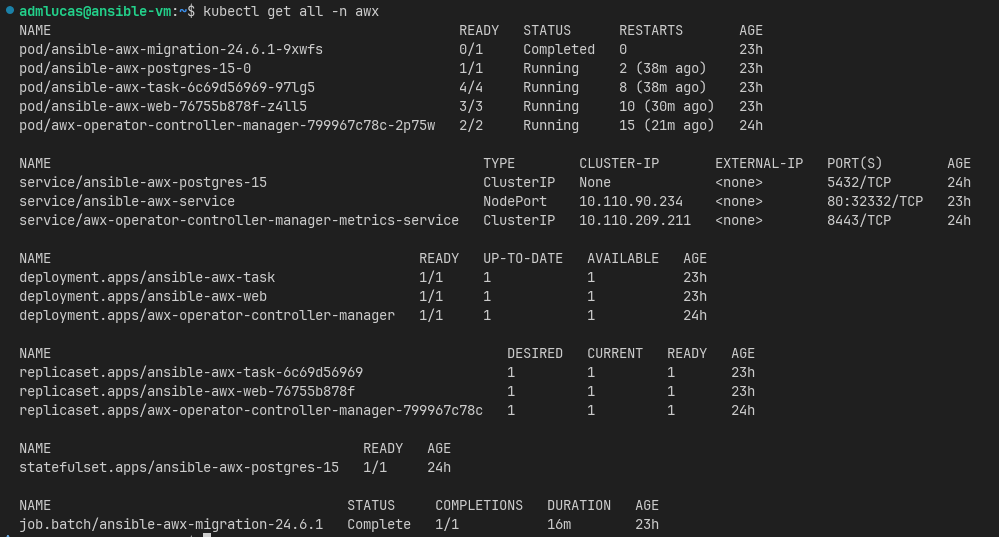 admlucas@ansible-vm:~$ kubectl get all -n awx
NAME READY STATUS RESTARTS AGE
pod/ansible-awx-migration-24.6.1-9xwfs 0/1 Completed 0 23h
pod/ansible-awx-postgres-15-0 1/1 Running 2 (38m ago) 23h
pod/ansible-awx-task-6c69d56969-97lg5 4/4 Running 8 (38m ago) 23h
pod/ansible-awx-web-76755b878f-z4ll5 3/3 Running 10 (30m ago) 23h
pod/awx-operator-controller-manager-799967c78c-2p75w 2/2 Running 15 (21m ago) 24h
NAME TYPE CLUSTER-IP EXTERNAL-IP PORT(S) AGE
service/ansible-awx-postgres-15 ClusterIP None <none> 5432/TCP 24h
service/ansible-awx-service NodePort 10.110.90.234 <none> 80:32332/TCP 23h
service/awx-operator-controller-manager-metrics-service ClusterIP 10.110.209.211 <none> 8443/TCP 24h
NAME READY UP-TO-DATE AVAILABLE AGE
deployment.apps/ansible-awx-task 1/1 1 1 23h
deployment.apps/ansible-awx-web 1/1 1 1 23h
deployment.apps/awx-operator-controller-manager 1/1 1 1 24h
NAME DESIRED CURRENT READY AGE
replicaset.apps/ansible-awx-task-6c69d56969 1 1 1 23h
replicaset.apps/ansible-awx-web-76755b878f 1 1 1 23h
replicaset.apps/awx-operator-controller-manager-799967c78c 1 1 1 24h
NAME READY AGE
statefulset.apps/ansible-awx-postgres-15 1/1 24h
NAME STATUS COMPLETIONS DURATION AGE
job.batch/ansible-awx-migration-24.6.1 Complete 1/1 16m 23h